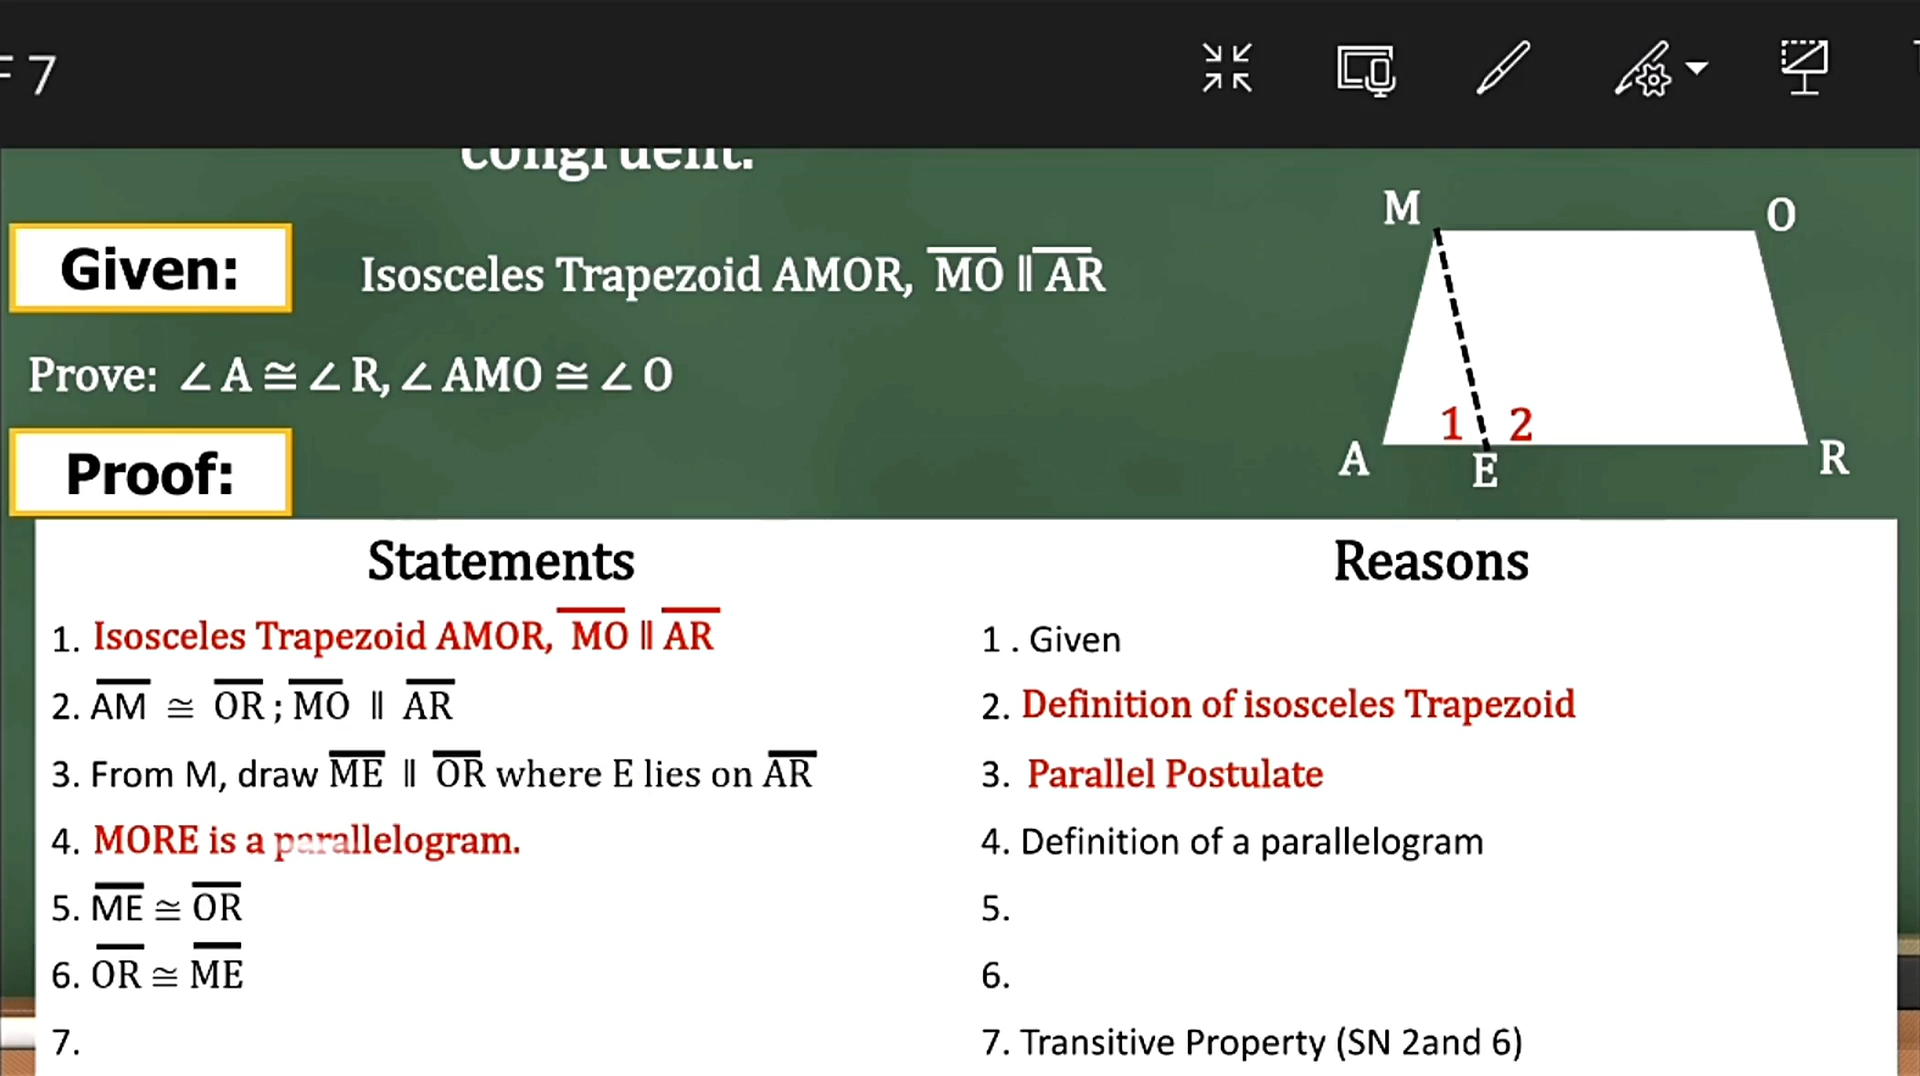 F 7
congruent.
Given:
Isosceles Trapezoid AMOR, MO ∥ AR
Prove: ∠A ≅ ∠R, ∠AMO ≅ ∠O
M
O
1 2
A
E
R
Proof:
Statements
Reasons
1. Isosceles Trapezoid AMOR, MO ∥ AR
1 . Given
2. AM ≅ OR ; MO ∥ AR
2. Definition of isosceles Trapezoid
3. From M, draw ME ∥ OR where E lies on AR
3. Parallel Postulate
4. MORE is a parallelogram.
4. Definition of a parallelogram
5. ME ≅ OR
5.
6. OR ≅ ME
6.
7.
7. Transitive Property (SN 2and 6)